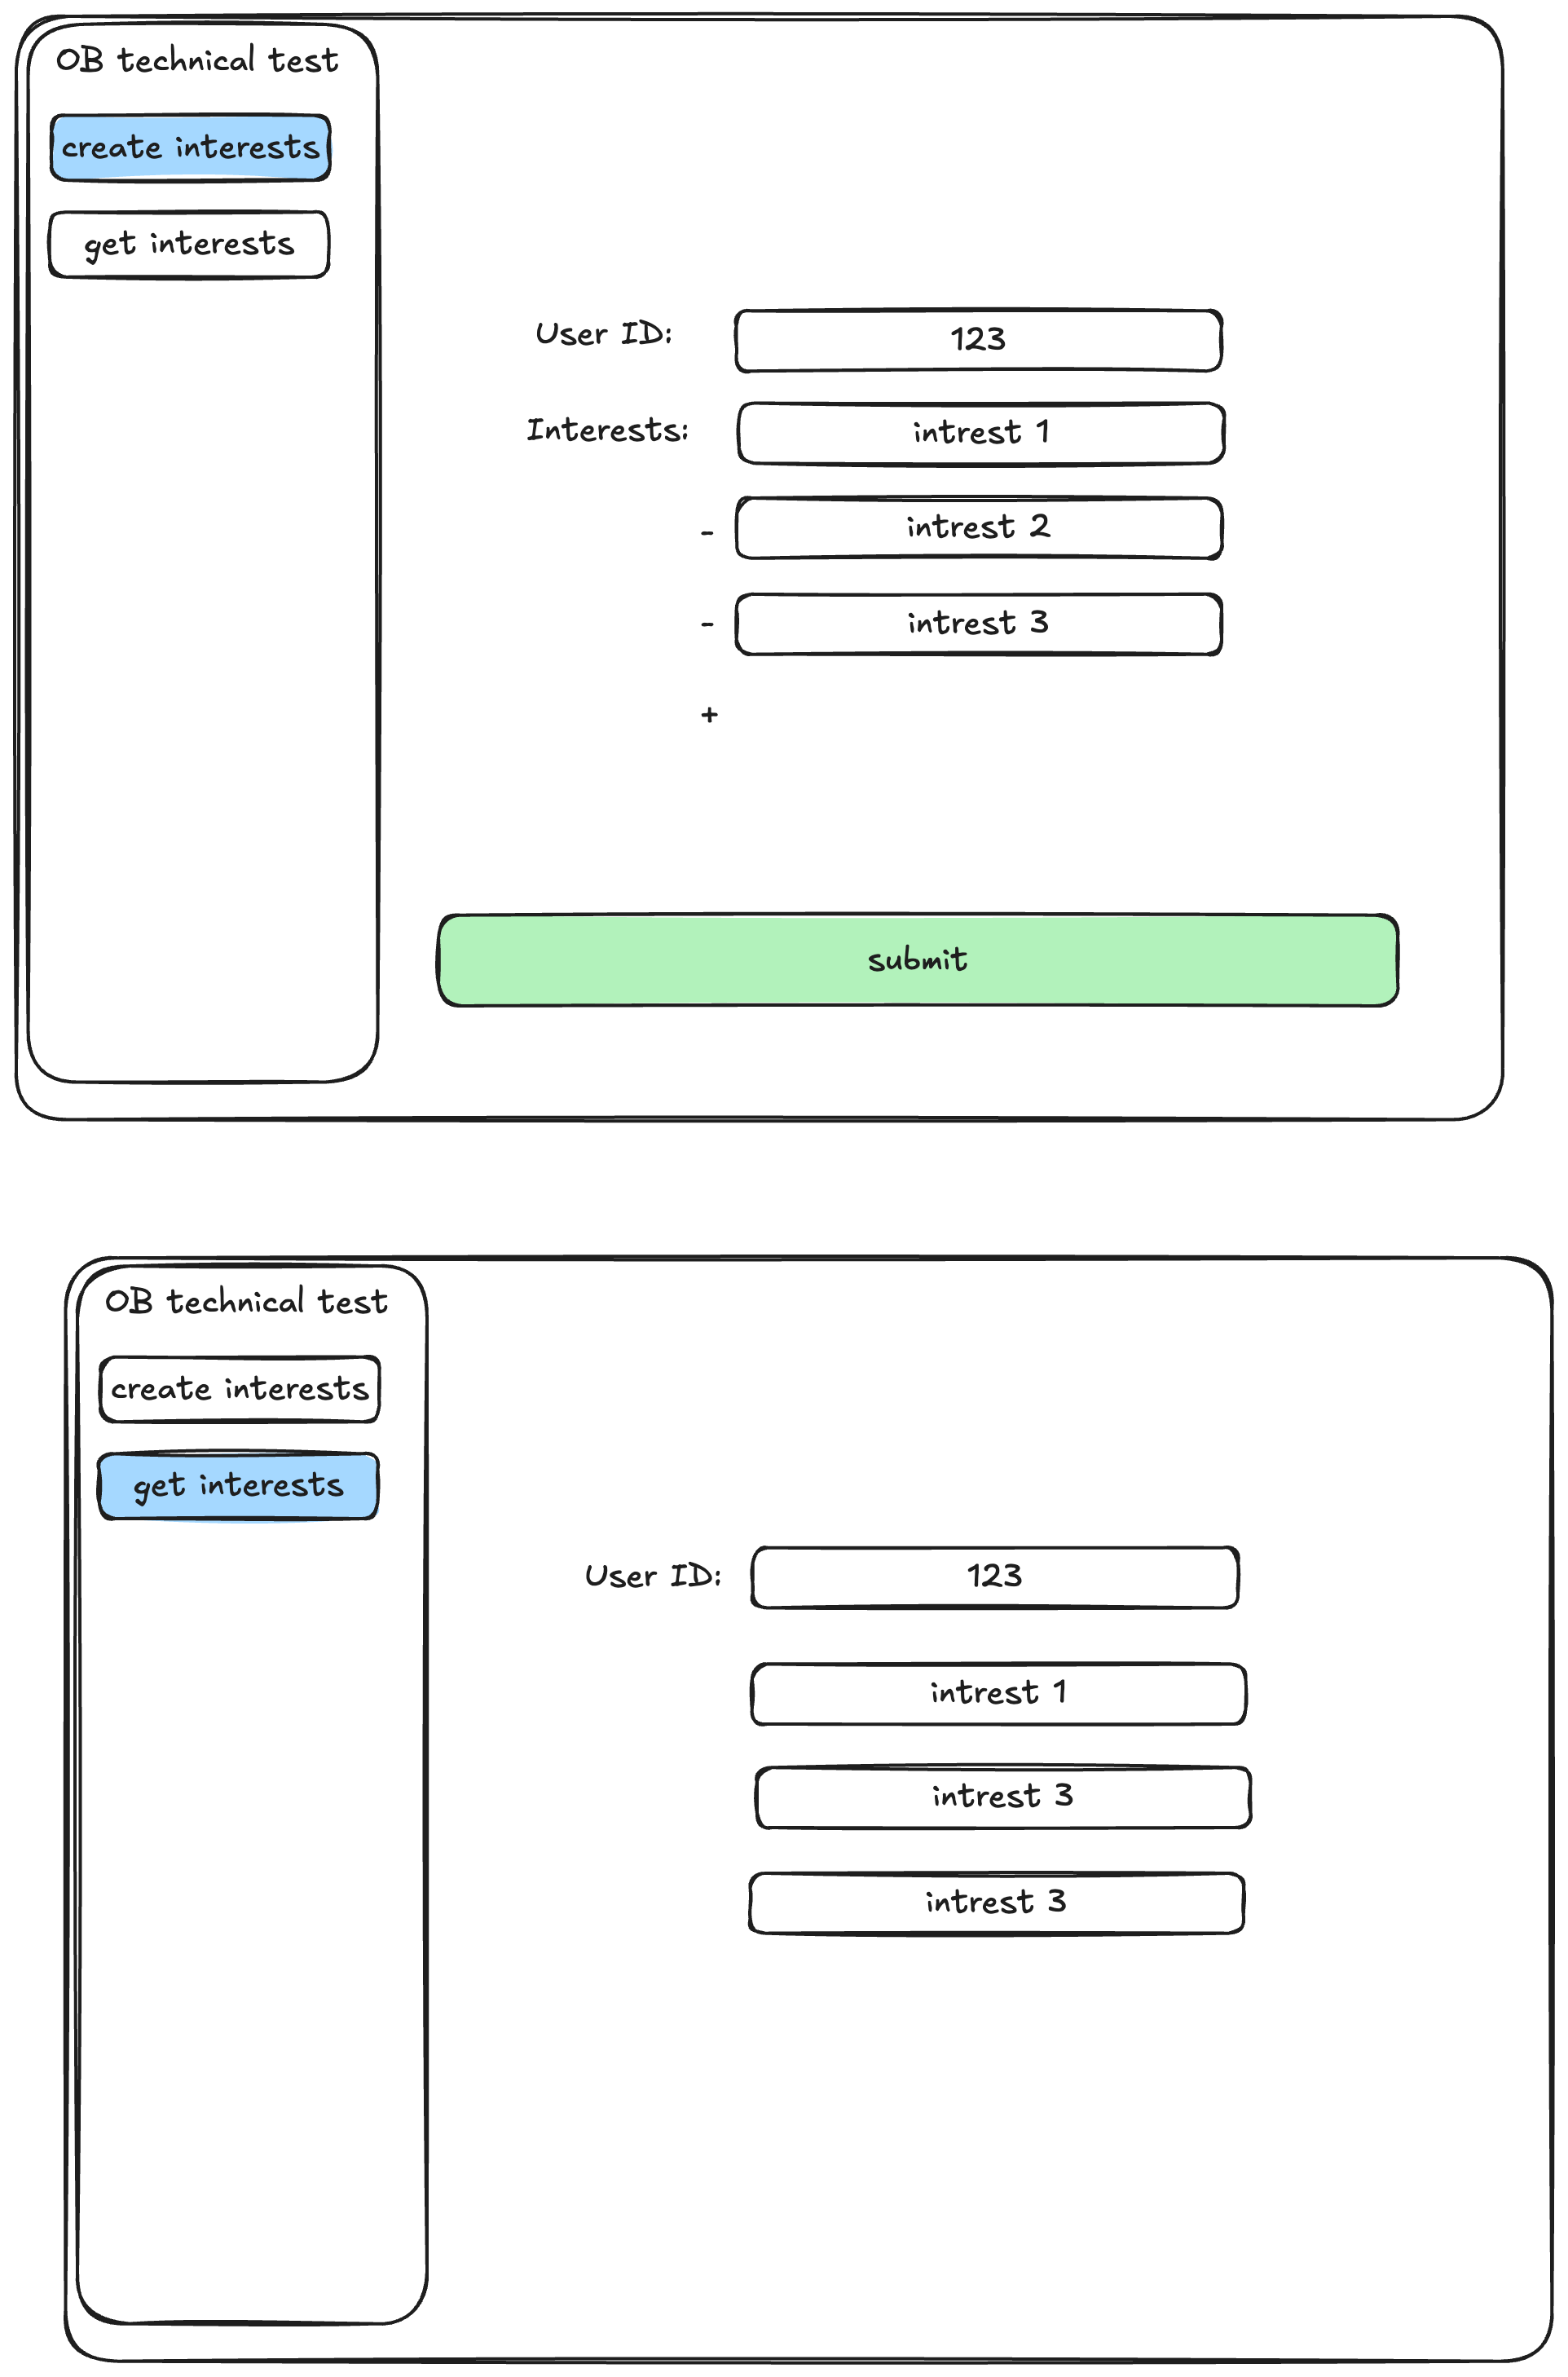 OB technical test
create interests
get interests
User ID:
123
Interests:
intrest 1
-
intrest 2
-
intrest 3
+
submit
OB technical test
create interests
get interests
User ID:
123
intrest 1
intrest 3
intrest 3